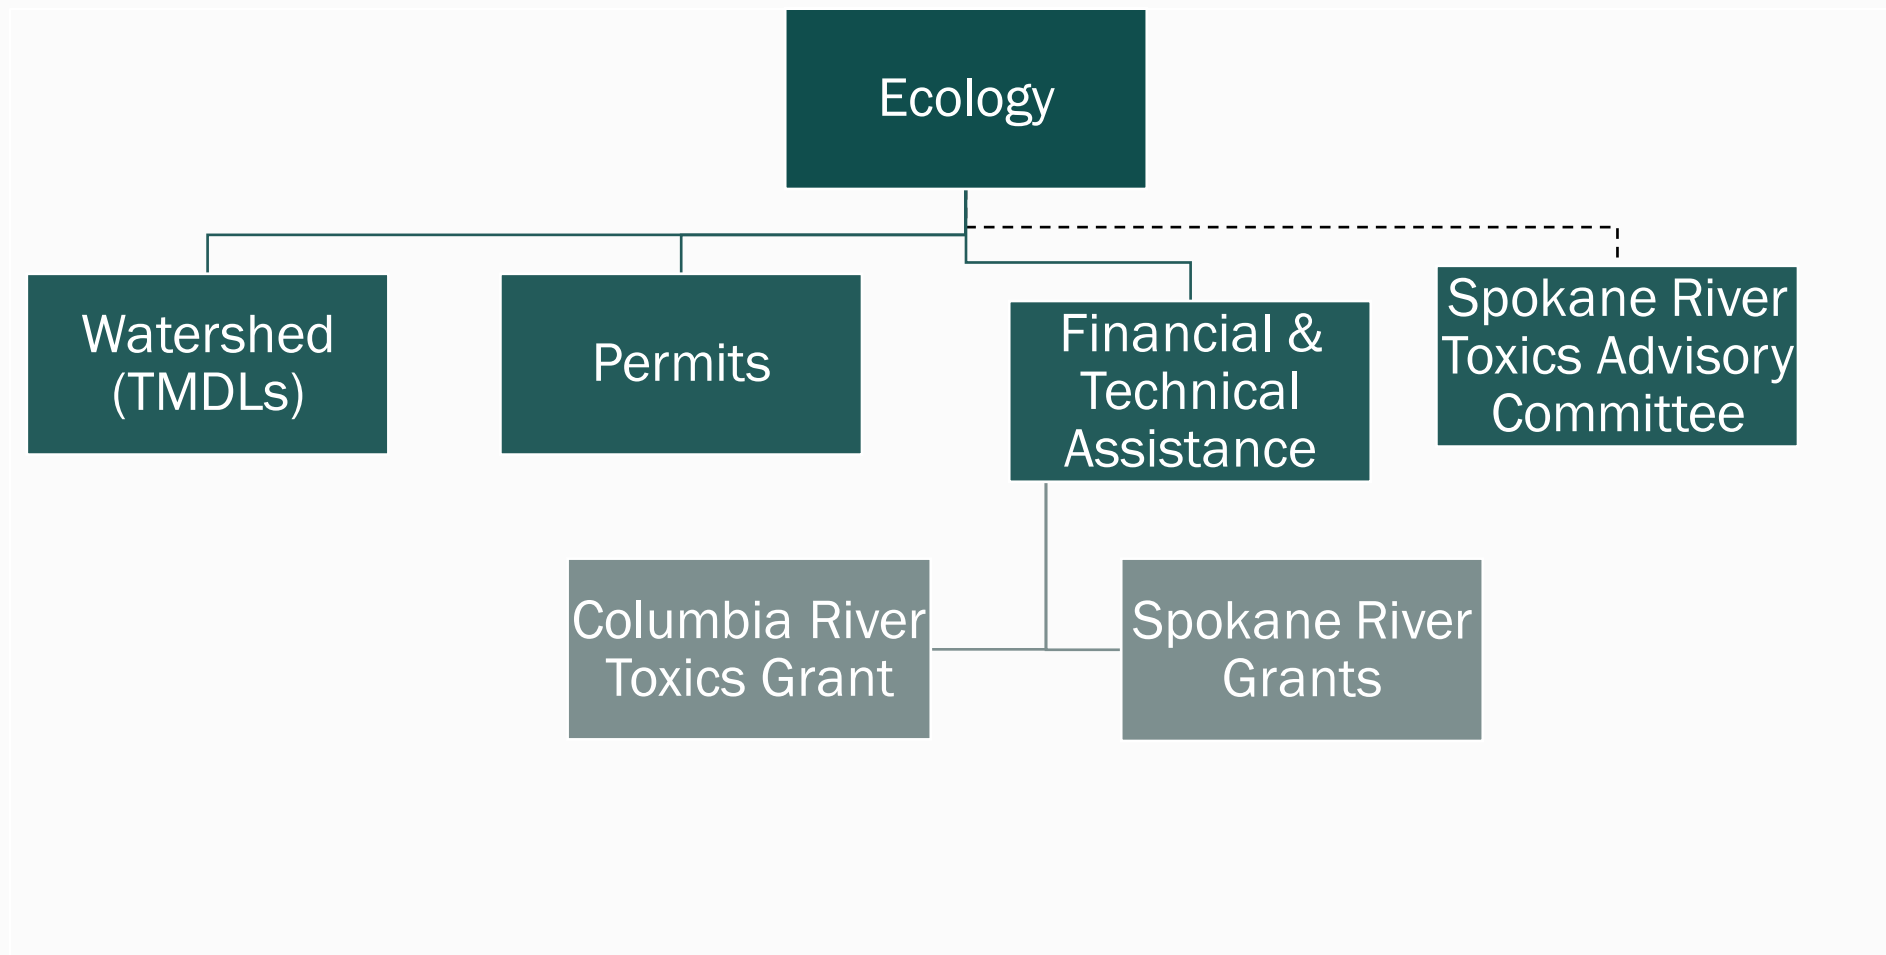 Ecology
Watershed
(TMDLs)
Permits
Financial &
Technical
Assistance
Spokane River
Toxics Advisory
Committee
Columbia River
Toxics Grant
Spokane River
Grants